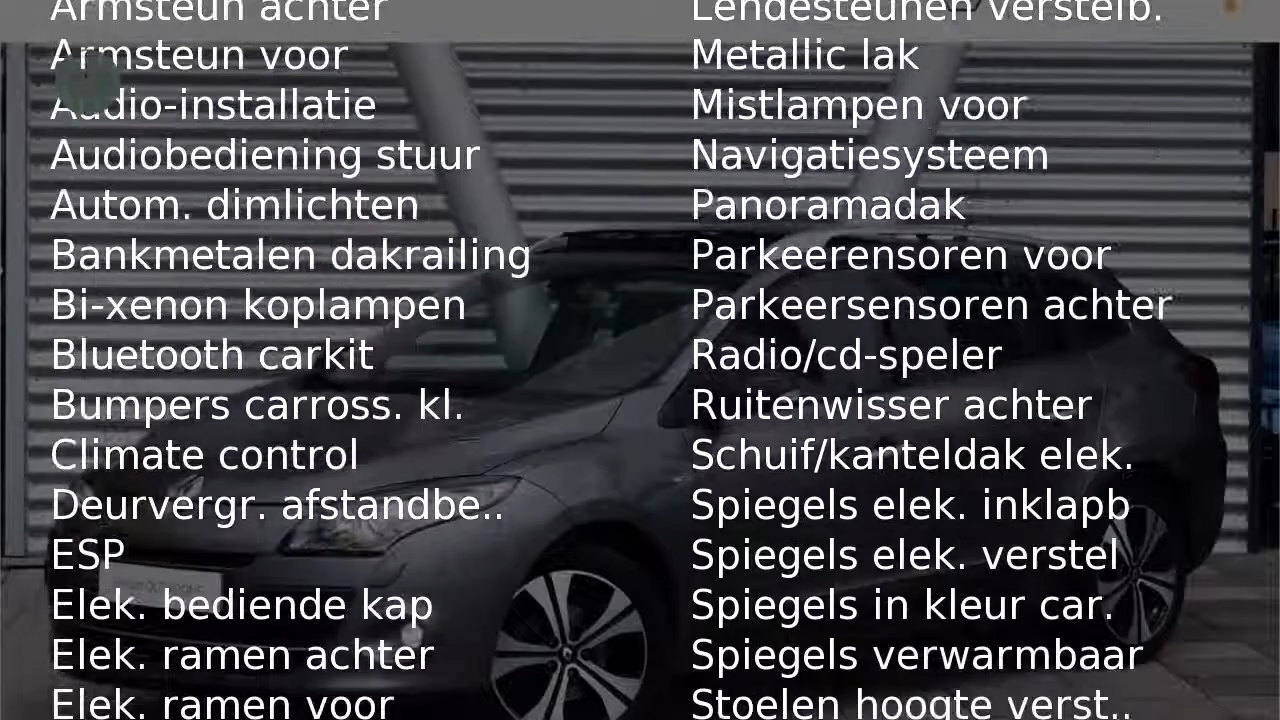 Armsteun achter
Armsteun voor
Audio-installatie
Audiobediening stuur
Autom. dimlichten
Bankmetalen dakrailing
Bi-xenon koplampen
Bluetooth carkit
Bumpers carross. kl.
Climate control
Deurvergr. afstandbe..
ESP
Elek. bediende kap
Elek. ramen achter
Elek. ramen voor
Lendesteunen verstelb.
Metallic lak
Mistlampen voor
Navigatiesysteem
Panoramadak
Parkeerensoren voor
Parkeersensoren achter
Radio/cd-speler
Ruitenwisser achter
Schuif/kanteldak elek.
Spiegels elek. inklapb
Spiegels elek. verstel
Spiegels in kleur car.
Spiegels verwarmbaar
Stoelen hoogte verst..